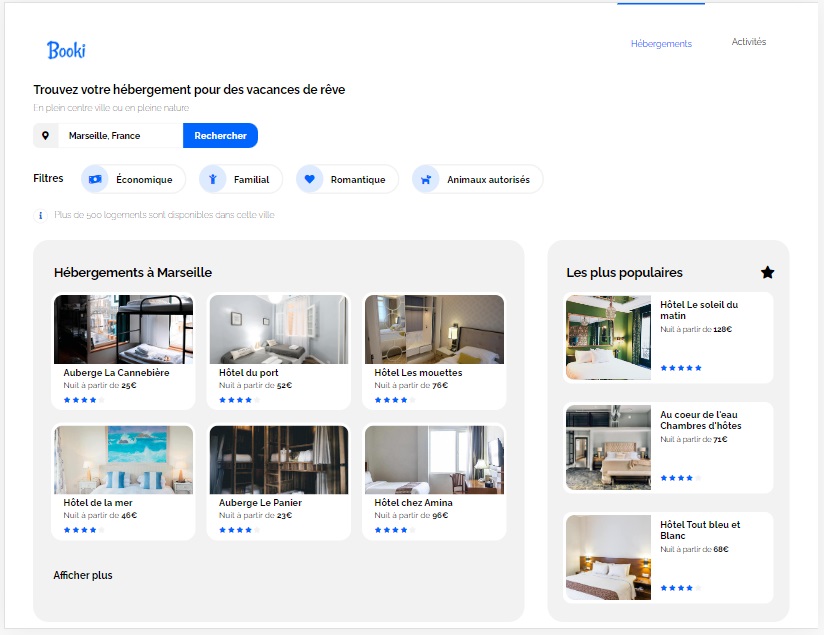 Booki
Hébergements
Activités
Trouvez votre hébergement pour des vacances de rêve
En plein centre ville ou en pleine nature
Marseille, France
Rechercher
Filtres
Économique
Familial
Romantique
Animaux autorisés
Plus de 500 logements sont disponibles dans cette ville
Hébergements à Marseille
Auberge La Cannebière
Nuit à partir de 25€
Hôtel du port
Nuit à partir de 52€
Hôtel Les mouettes
Nuit à partir de 76€
Hôtel de la mer
Nuit à partir de 46€
Auberge Le Panier
Nuit à partir de 23€
Hôtel chez Amina
Nuit à partir de 96€
Afficher plus
Les plus populaires
Hôtel Le soleil du
matin
Nuit à partir de 128€
Au coeur de l'eau
Chambres d'hôtes
Nuit à partir de 71€
Hôtel Tout bleu et
Blanc
Nuit à partir de 68€